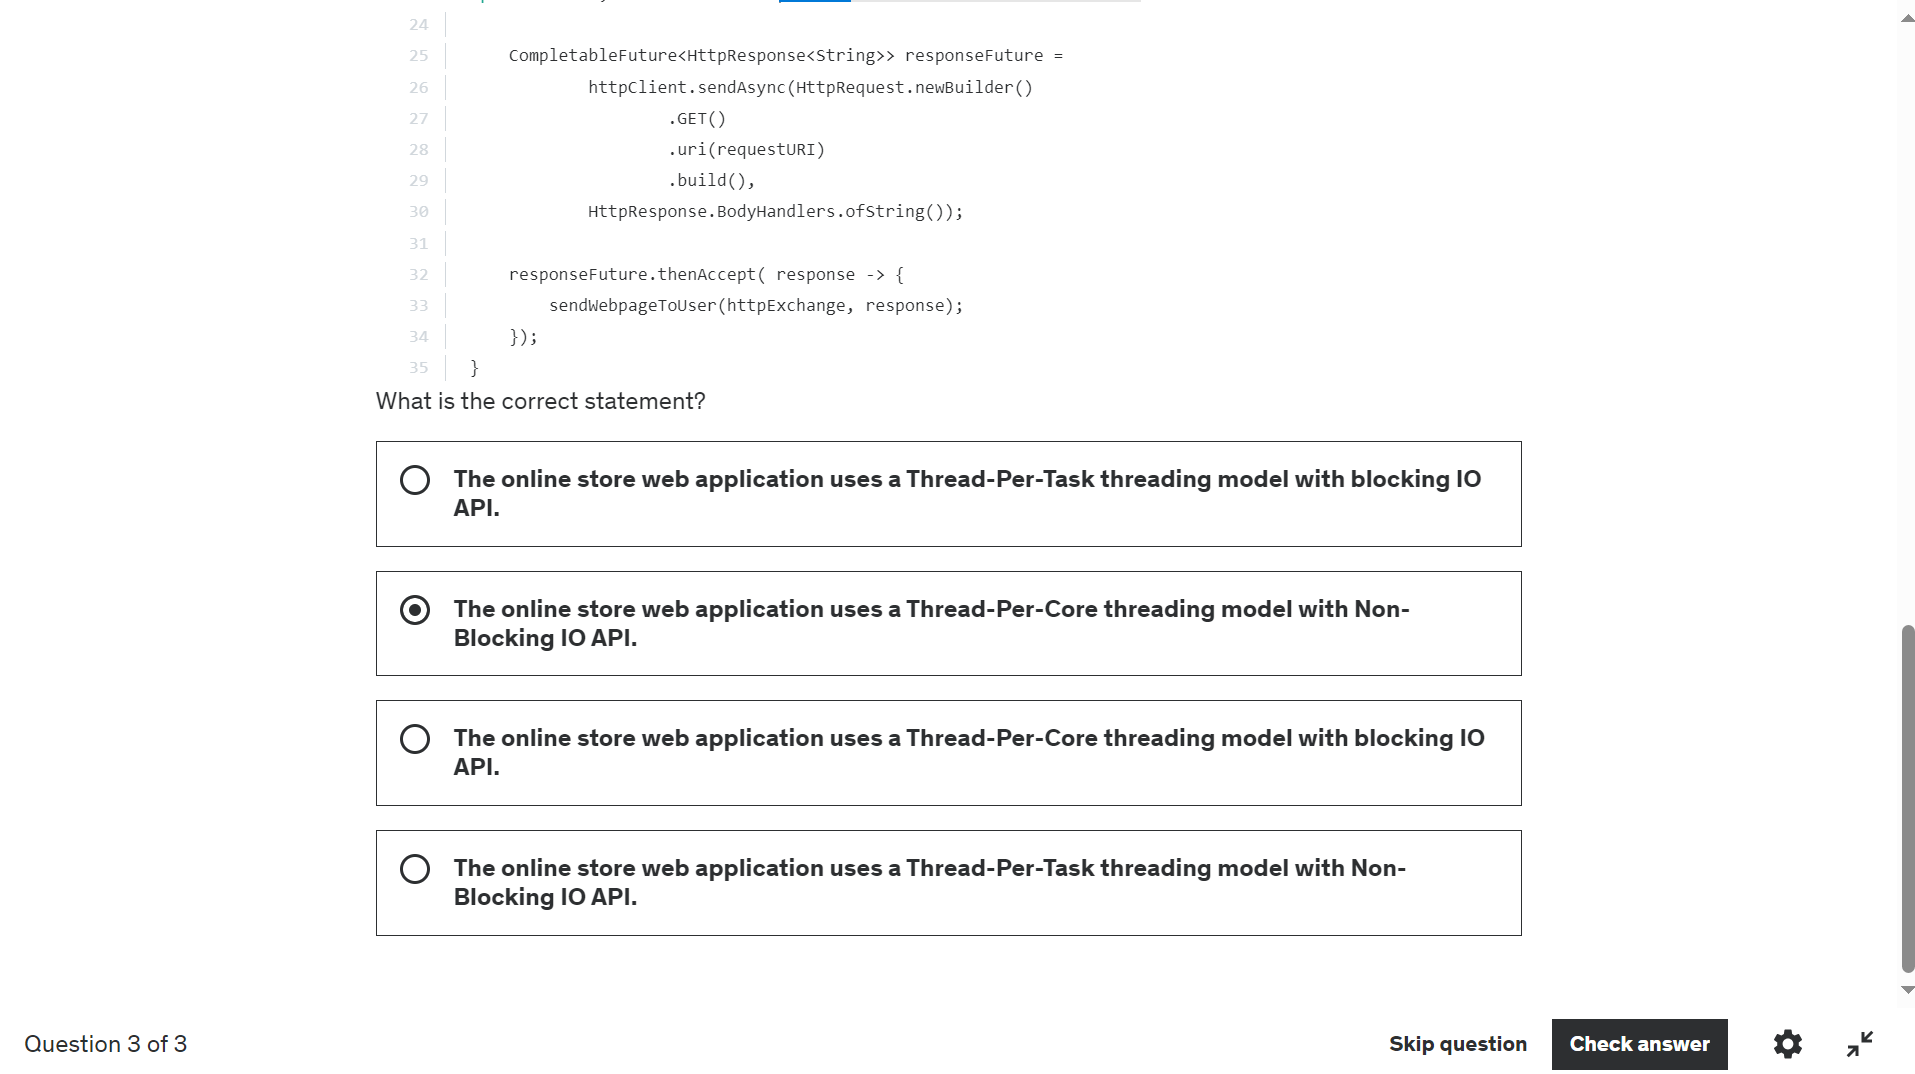 24
25 CompletableFuture<HttpResponse<String>> responseFuture =
26 httpClient.sendAsync(HttpRequest.newBuilder()
27 .GET()
28 .uri(requestURI)
29 .build(),
30 HttpResponse.BodyHandlers.ofString());
31
32 responseFuture.thenAccept( response -> {
33 sendWebpageToUser(httpExchange, response);
34 });
35 }
What is the correct statement?
The online store web application uses a Thread-Per-Task threading model with blocking IO
API.
The online store web application uses a Thread-Per-Core threading model with Non-
Blocking IO API.
The online store web application uses a Thread-Per-Core threading model with blocking IO
API.
The online store web application uses a Thread-Per-Task threading model with Non-
Blocking IO API.
Question 3 of 3
Skip question
Check answer